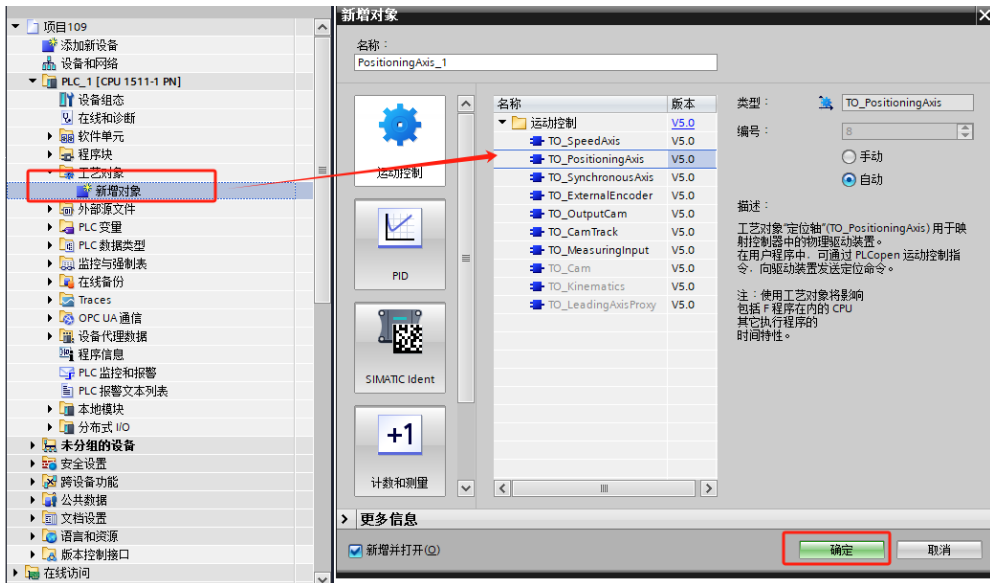 项目109
添加新设备
设备和网络
PLC_1 [CPU 1511-1 PN]
设备组态
在线和诊断
软件单元
程序块
工艺对象
新增对象
外部源文件
PLC 变量
PLC 数据类型
监控与强制表
在线备份
Traces
OPC UA 通信
设备代理数据
程序信息
PLC 监控和报警
PLC 报警文本列表
本地模块
分布式 I/O
未分组的设备
安全设置
跨设备功能
公共数据
文档设置
语言和资源
版本控制接口
在线访问
新增对象
名称：
PositioningAxis_1
运动控制
PID
SIMATIC Ident
+1
计数和测量
名称 版本
运动控制 V5.0
TO_SpeedAxis V5.0
TO_PositioningAxis V5.0
TO_SynchronousAxis V5.0
TO_ExternalEncoder V5.0
TO_OutputCam V5.0
TO_CamTrack V5.0
TO_MeasuringInput V5.0
TO_Cam V5.0
TO_Kinematics V5.0
TO_LeadingAxisProxy V5.0
类型： TO_PositioningAxis
编号： 8
手动
自动
描述：
工艺对象"定位轴"(TO_PositioningAxis) 用于映
射控制器中的物理驱动装置。
在用户程序中，可通过 PLCopen 运动控制指
令，向驱动装置发送定位命令。
注：使用工艺对象将影响
包括 F 程序在内的 CPU
其它执行程序的
时间特性。
更多信息
新增并打开(O)
确定 取消